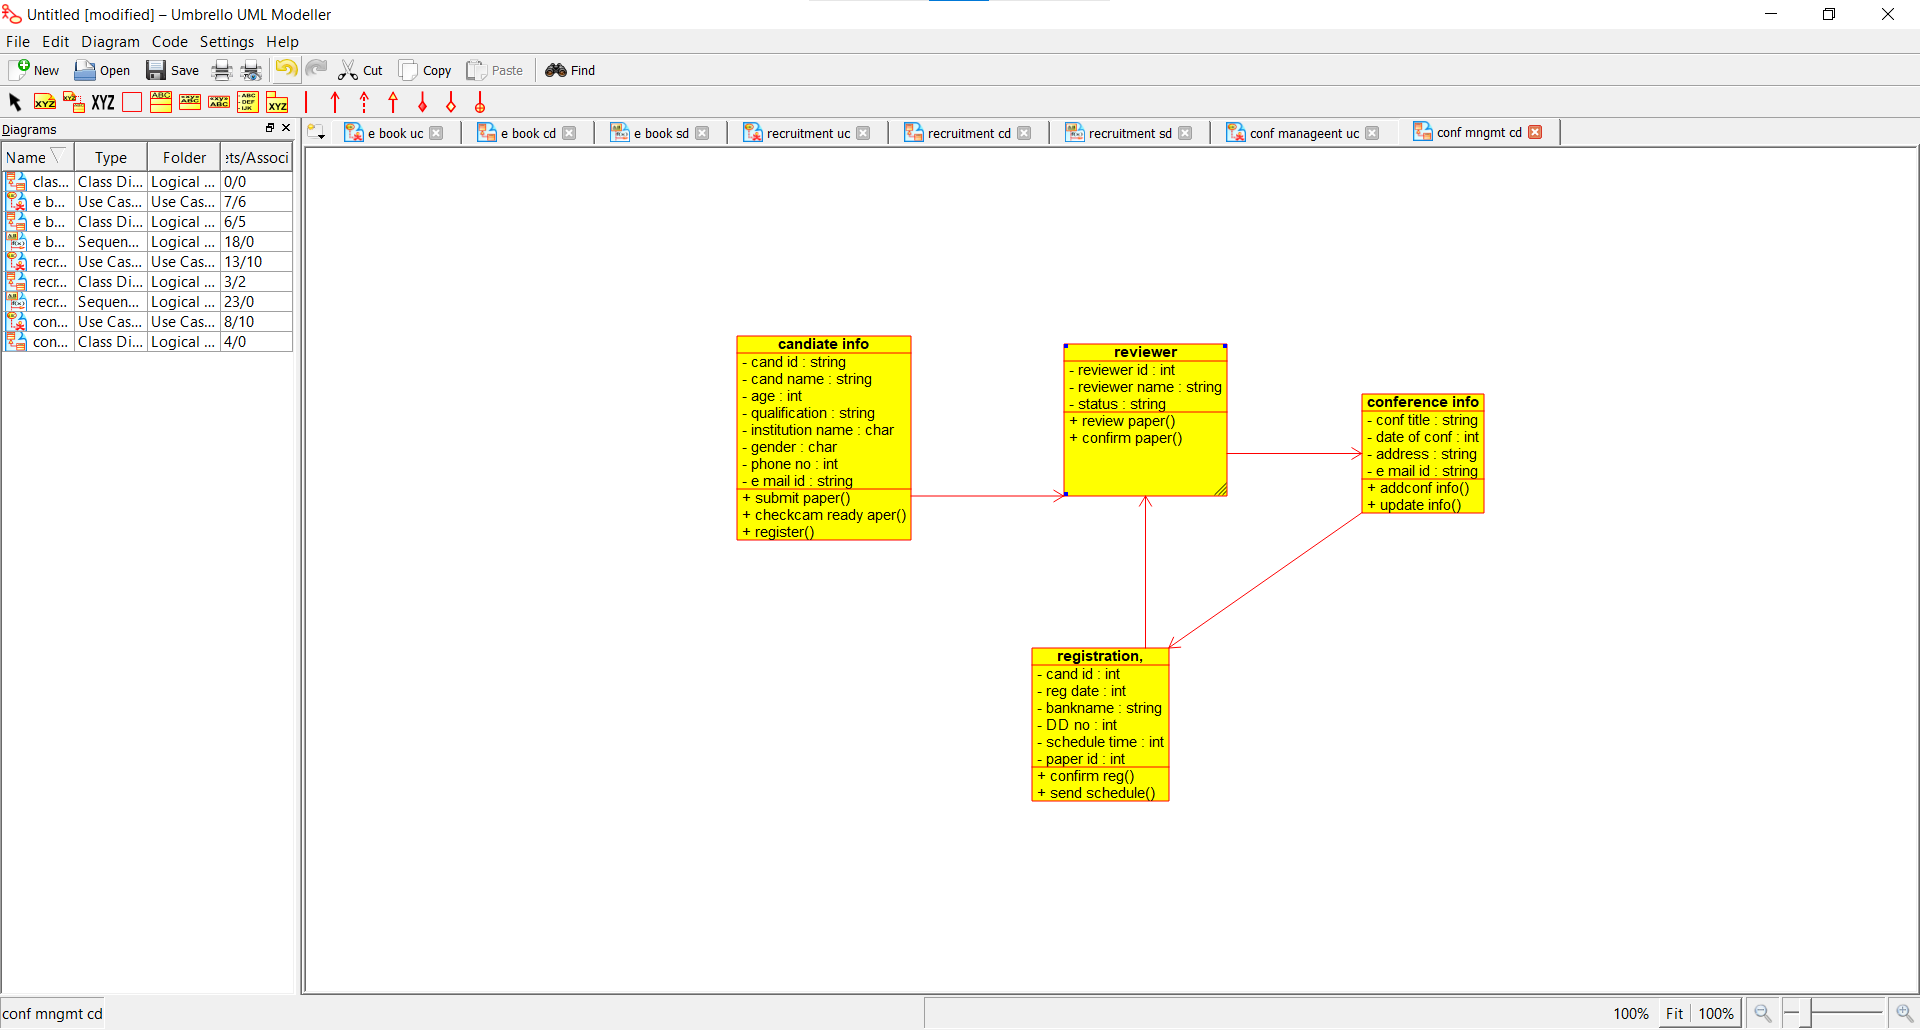 Untitled [modified] – Umbrello UML Modeller
File Edit Diagram Code Settings Help
New Open Save Cut Copy Paste Find
XYZ XYZ
Diagrams
e book uc e book cd e book sd recruitment uc recruitment cd recruitment sd conf manageent uc conf mngmt cd
Name Type Folder ets/Associ
clas... Class Di... Logical ... 0/0
e b... Use Cas... Use Cas... 7/6
e b... Class Di... Logical ... 6/5
e b... Sequen... Logical ... 18/0
recr... Use Cas... Use Cas... 13/10
recr... Class Di... Logical ... 3/2
recr... Sequen... Logical ... 23/0
con... Use Cas... Use Cas... 8/10
con... Class Di... Logical ... 4/0
candiate info
- cand id : string
- cand name : string
- age : int
- qualification : string
- institution name : char
- gender : char
- phone no : int
- e mail id : string
+ submit paper()
+ checkcam ready aper()
+ register()
reviewer
- reviewer id : int
- reviewer name : string
- status : string
+ review paper()
+ confirm paper()
conference info
- conf title : string
- date of conf : int
- address : string
- e mail id : string
+ addconf info()
+ update info()
registration,
- cand id : int
- reg date : int
- bankname : string
- DD no : int
- schedule time : int
- paper id : int
+ confirm reg()
+ send schedule()
conf mngmt cd
100% Fit 100%